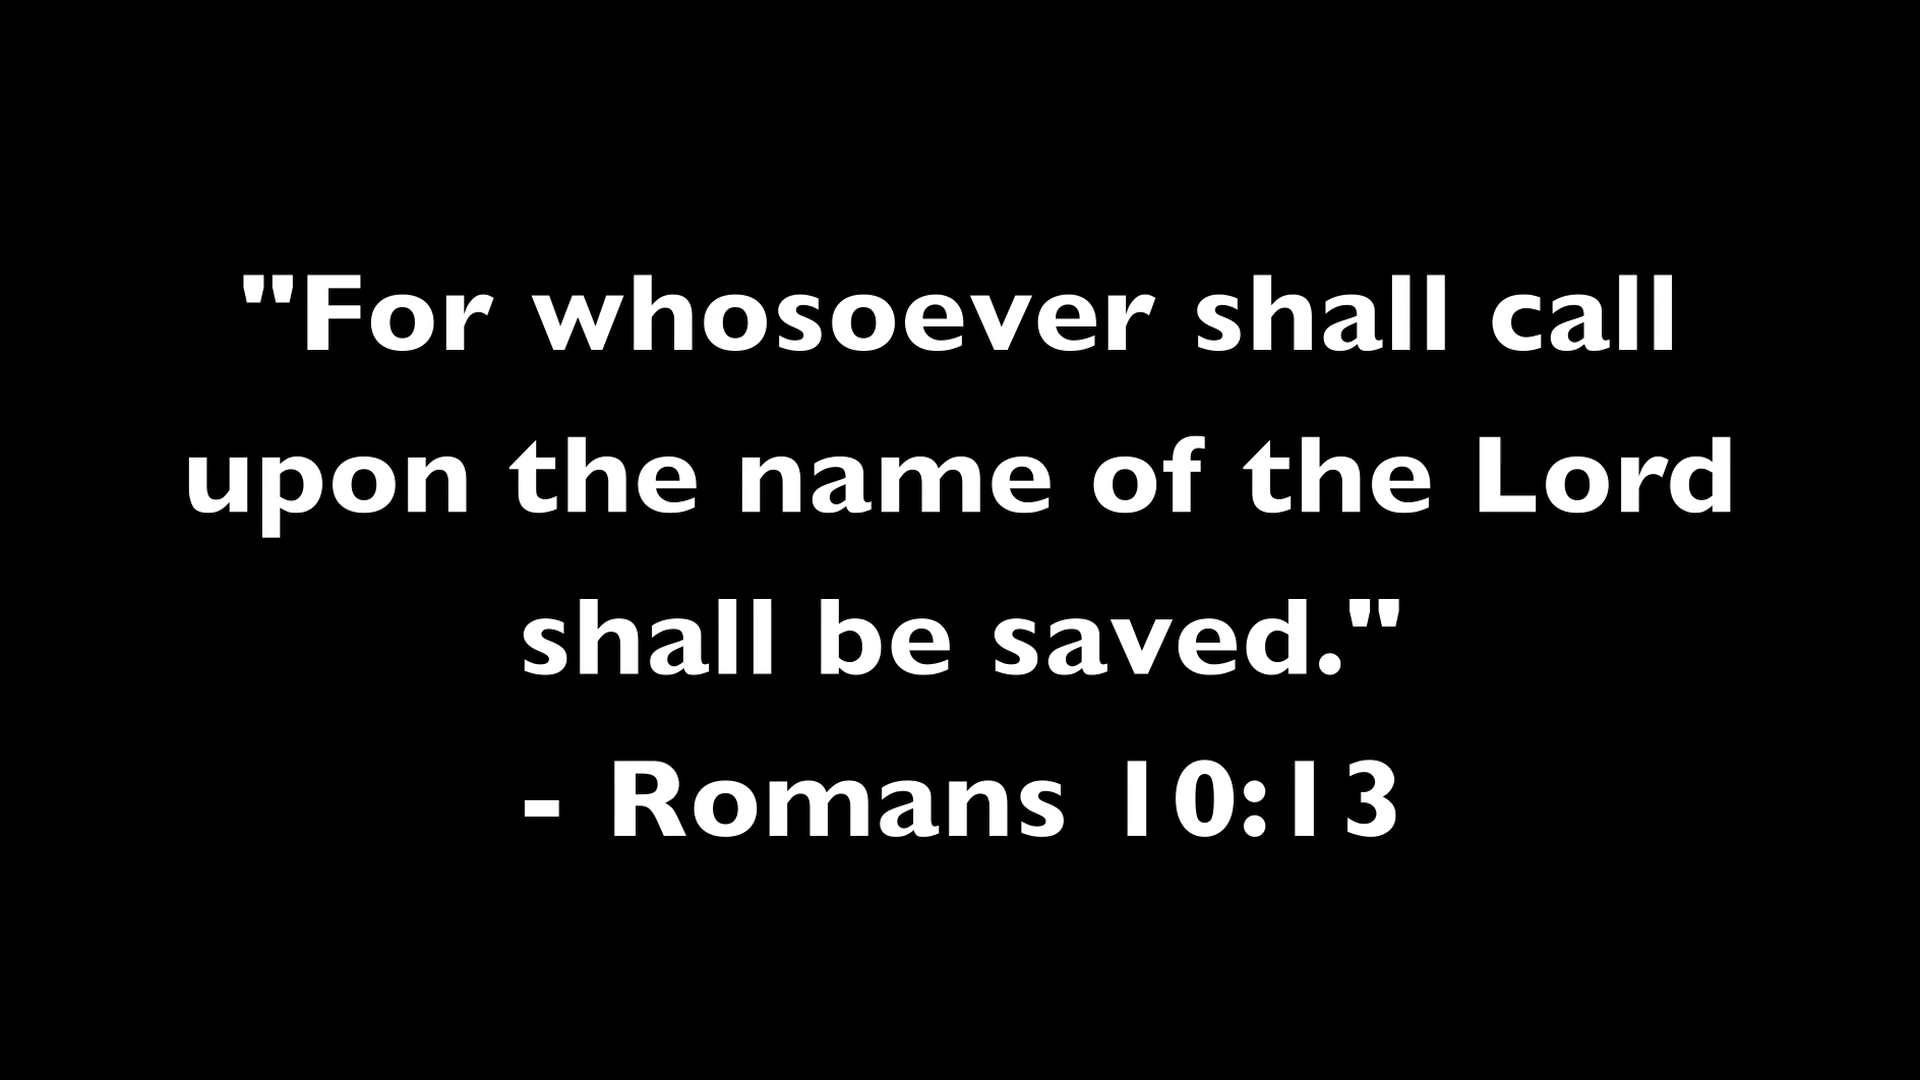 "For whosoever shall call
upon the name of the Lord
shall be saved."
- Romans 10:13